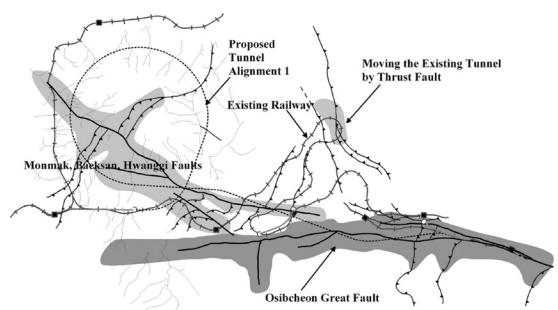 Proposed
Tunnel
Alignment 1
Moving the Existing Tunnel
by Thrust Fault
Existing Railway
Monmak, Baeksan, Hwanggi Faults
Osibcheon Great Fault